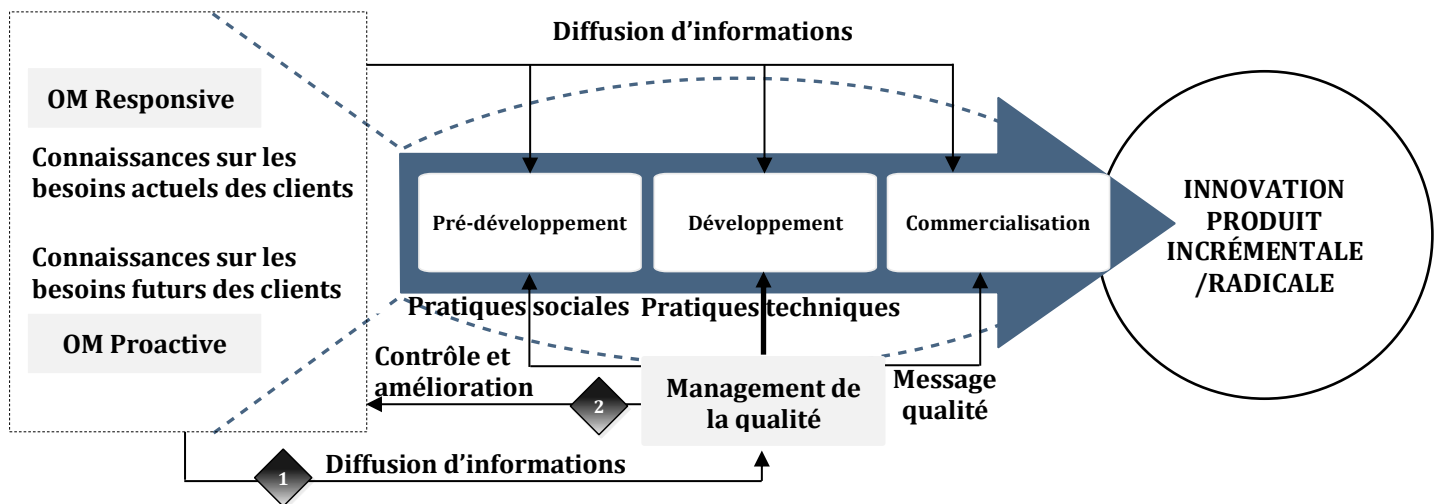 Diffusion d’informations
OM Responsive
Connaissances sur les
besoins actuels des clients
Connaissances sur les
besoins futurs des clients
OM Proactive
Pré-développement
Développement
Commercialisation
INNOVATION
PRODUIT
INCRÉMENTALE
/RADICALE
Pratiques sociales
Pratiques techniques
Contrôle et
amélioration
2
Management de
la qualité
Message
qualité
1
Diffusion d’informations